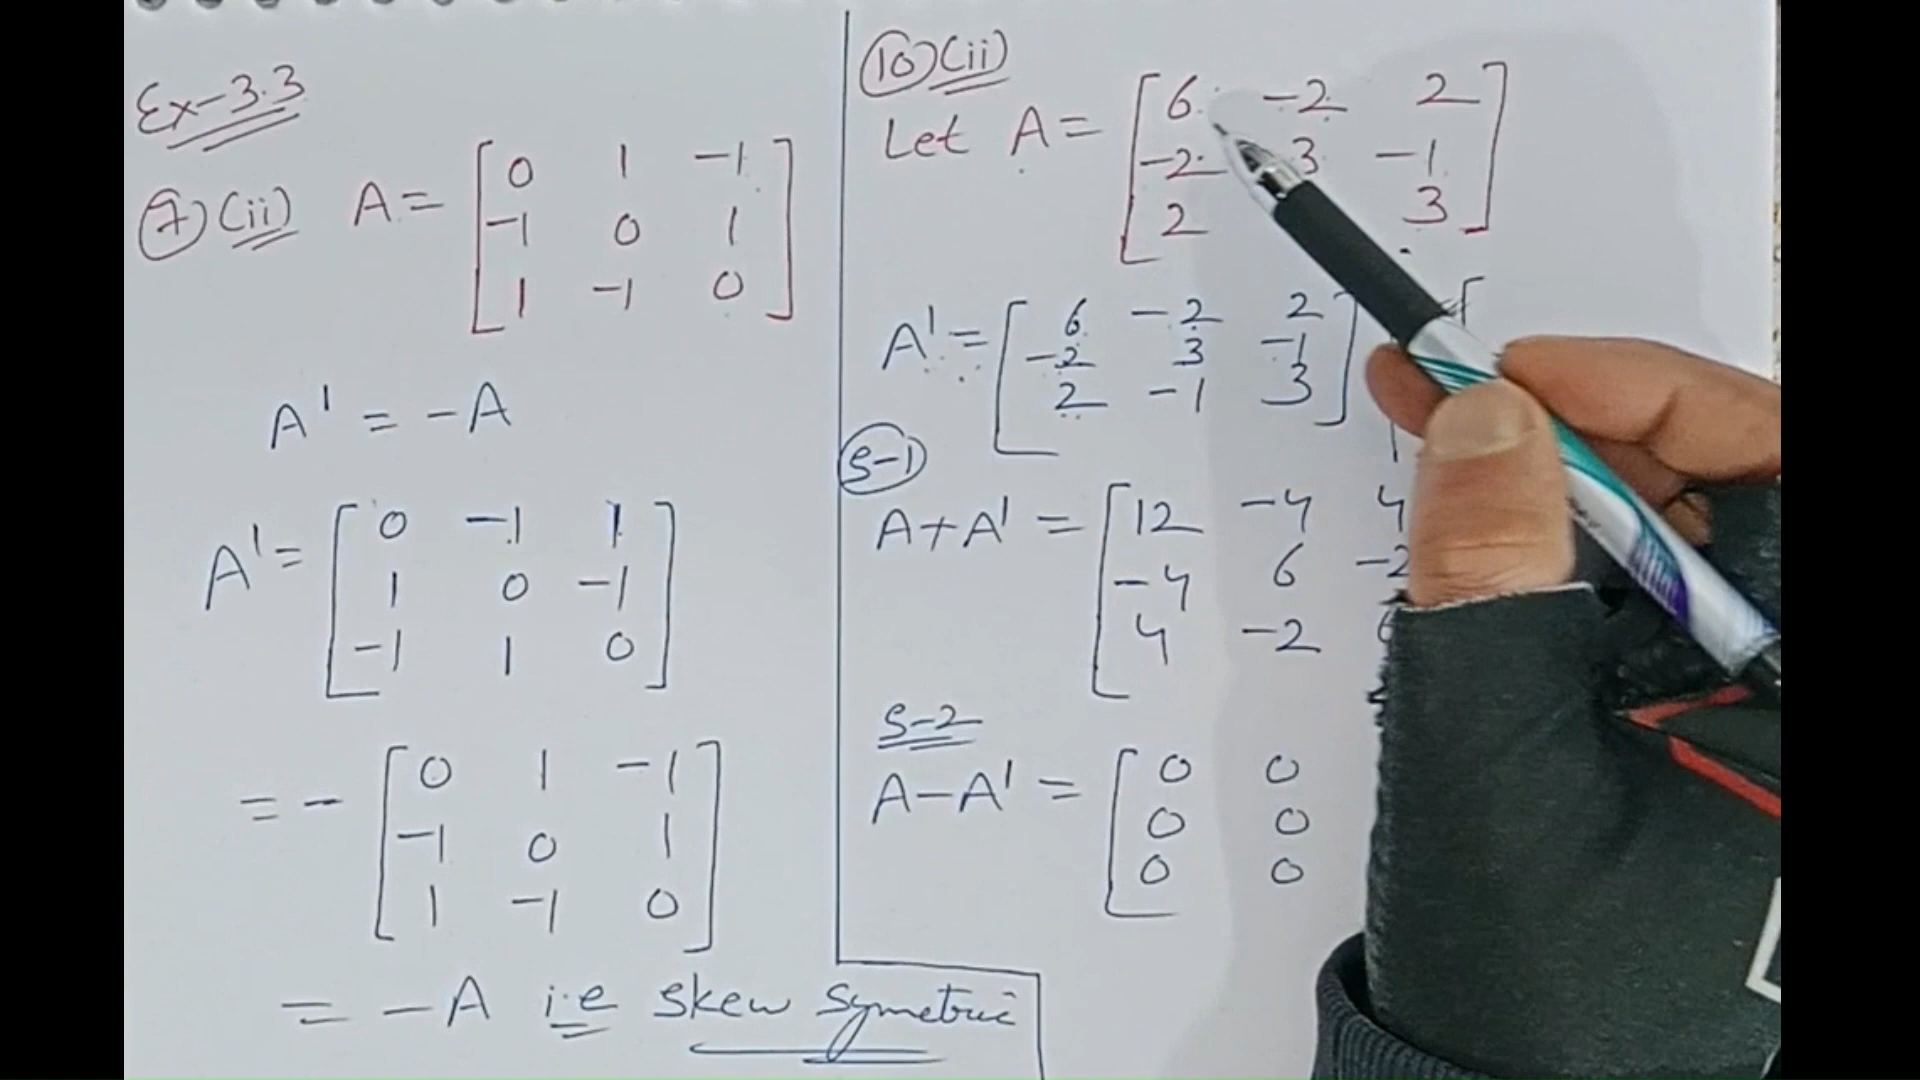 Ex-3.3
7 (ii) A = [0 1 -1
-1 0 1
1 -1 0]
A' = -A
A' = [0 -1 1
1 0 -1
-1 1 0]
= - [0 1 -1
-1 0 1
1 -1 0]
= -A i.e skew symetric
10 (ii)
Let A = [6 -2 2
-2 3 -1
2 3]
A' = [6 -2 2
-2 3 -1
2 -1 3]
S-1
A+A' = [12 -4 4
-4 6 -2
4 -2
S-2
A-A' = [0 0
0 0
0 0